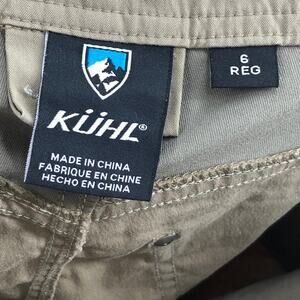 KÜHL®
MADE IN CHINA
FABRIQUE EN CHINE
HECHO EN CHINA
6
REG